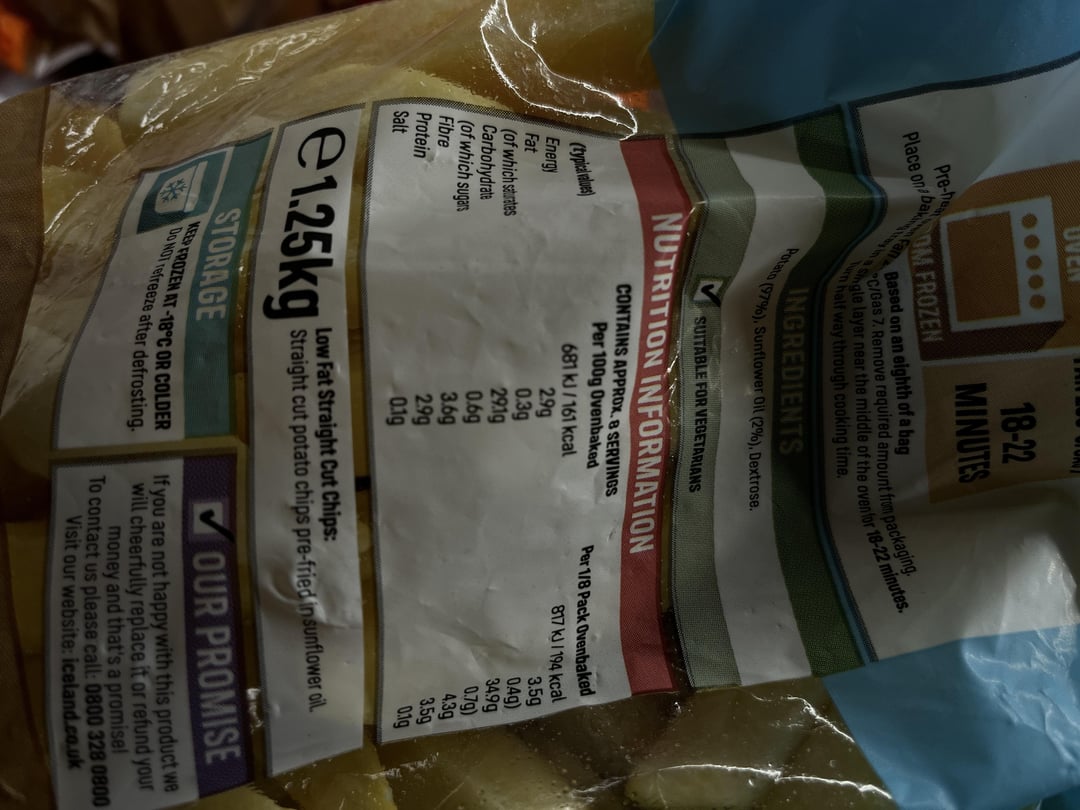 OVEN
FROM FROZEN
18-22
MINUTES
Based on an eighth of a bag
°C/Gas 7. Remove required amount from packaging.
Place on a baking tray in a single layer near the middle of the oven for 18-22 minutes.
Turn half way through cooking time.
INGREDIENTS
Potato (97%), Sunflower Oil (2%), Dextrose.
✓ SUITABLE FOR VEGETARIANS
NUTRITION INFORMATION
CONTAINS APPROX. 8 SERVINGS
(typical values) Per 100g Ovenbaked Per 1/8 Pack Ovenbaked
Energy 681 kJ / 161 kcal 817 kJ / 194 kcal
Fat 2.9g 3.5g
(of which saturates 0.3g 0.4g)
Carbohydrate 29.1g 34.9g
(of which sugars 0.6g 0.7g)
Fibre 3.6g 4.3g
Protein 2.9g 3.5g
Salt 0.1g 0.1g
e 1.25kg
Low Fat Straight Cut Chips:
Straight cut potato chips pre-fried in sunflower oil.
STORAGE
KEEP FROZEN AT -18°C OR COLDER
Do NOT refreeze after defrosting.
✓ OUR PROMISE
If you are not happy with this product we
will cheerfully replace it or refund your
money and that's a promise!
To contact us please call: 0800 328 0800
Visit our website: iceland.co.uk